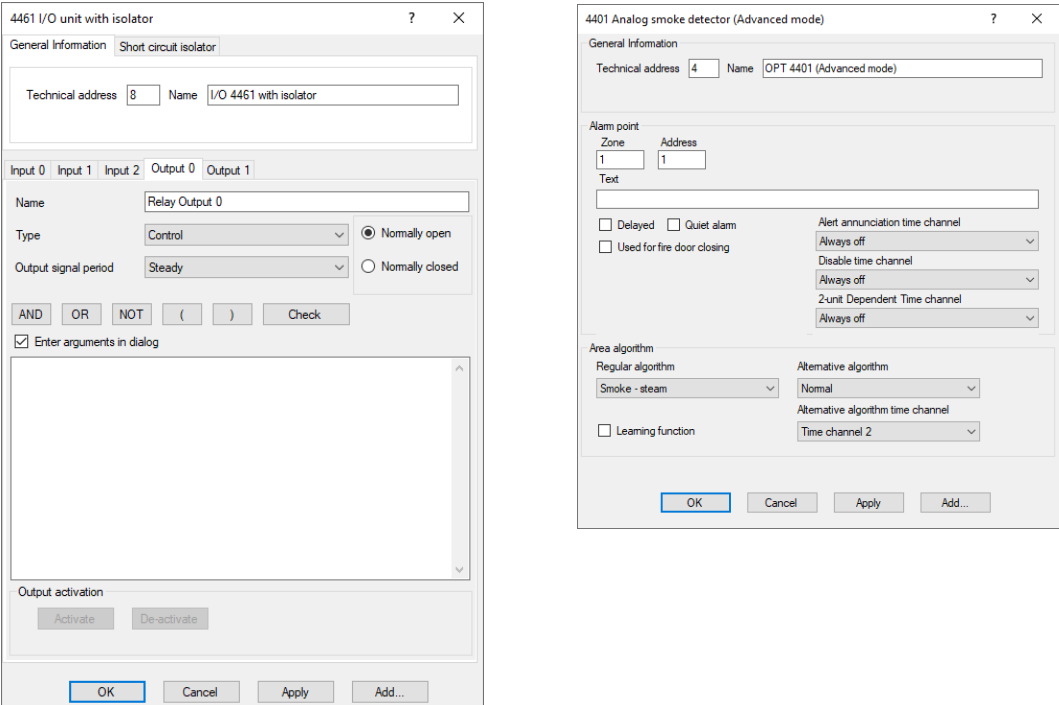 4461 I/O unit with isolator ?
General Information Short circuit isolator
Technical address 8 Name I/O 4461 with isolator
Input 0 Input 1 Input 2 Output 0 Output 1
Name Relay Output 0
Type Control Normally open
Output signal period Steady Normally closed
AND OR NOT ( ) Check
Enter arguments in dialog
Output activation
Activate De-activate
OK Cancel Apply Add...
4401 Analog smoke detector (Advanced mode) ?
General Information
Technical address 4 Name OPT 4401 (Advanced mode)
Alarm point
Zone Address
1 1
Text
Delayed Quiet alarm
Used for fire door closing
Alert annunciation time channel
Always off
Disable time channel
Always off
2-unit Dependent Time channel
Always off
Area algorithm
Regular algorithm Alternative algorithm
Smoke - steam Normal
Alternative algorithm time channel
Learning function Time channel 2
OK Cancel Apply Add...